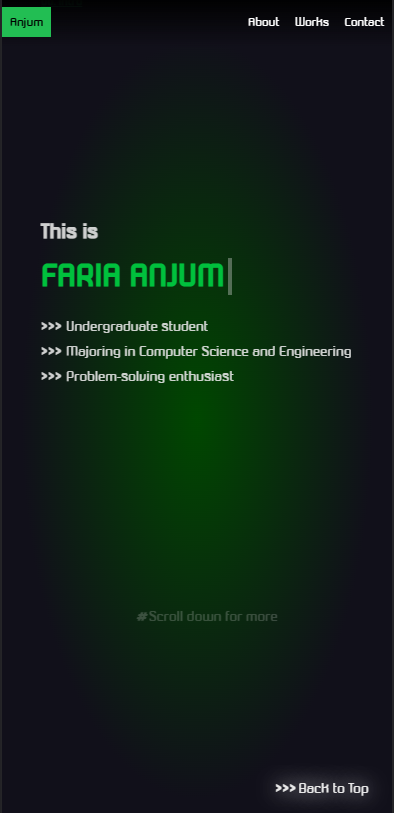 Anjum
About Works Contact
This is
FARIA ANJUM
>>> Undergraduate student
>>> Majoring in Computer Science and Engineering
>>> Problem-solving enthusiast
#Scroll down for more
>>> Back to Top